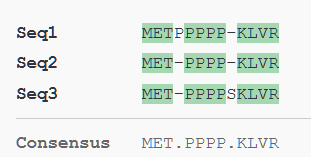 Seq1 METPPPPP-KLVR
Seq2 MET-PPPP-KLVR
Seq3 MET-PPPPSKLVR
Consensus MET.PPPP.KLVR